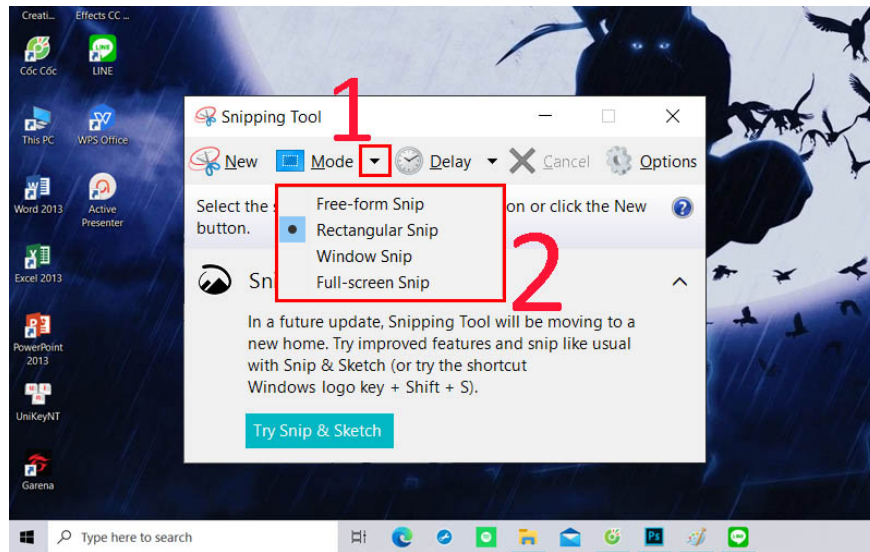 Creati... Effects CC ...
Cốc Cốc LINE
This PC WPS Office
Word 2013 Active
Presenter
Excel 2013
PowerPoint
2013
UniKeyNT
Garena
1
Snipping Tool
New Mode Delay Cancel Options
Select the s on or click the New
button.
Free-form Snip
Rectangular Snip
Window Snip
Full-screen Snip
2
Sni
In a future update, Snipping Tool will be moving to a
new home. Try improved features and snip like usual
with Snip & Sketch (or try the shortcut
Windows logo key + Shift + S).
Try Snip & Sketch
Type here to search